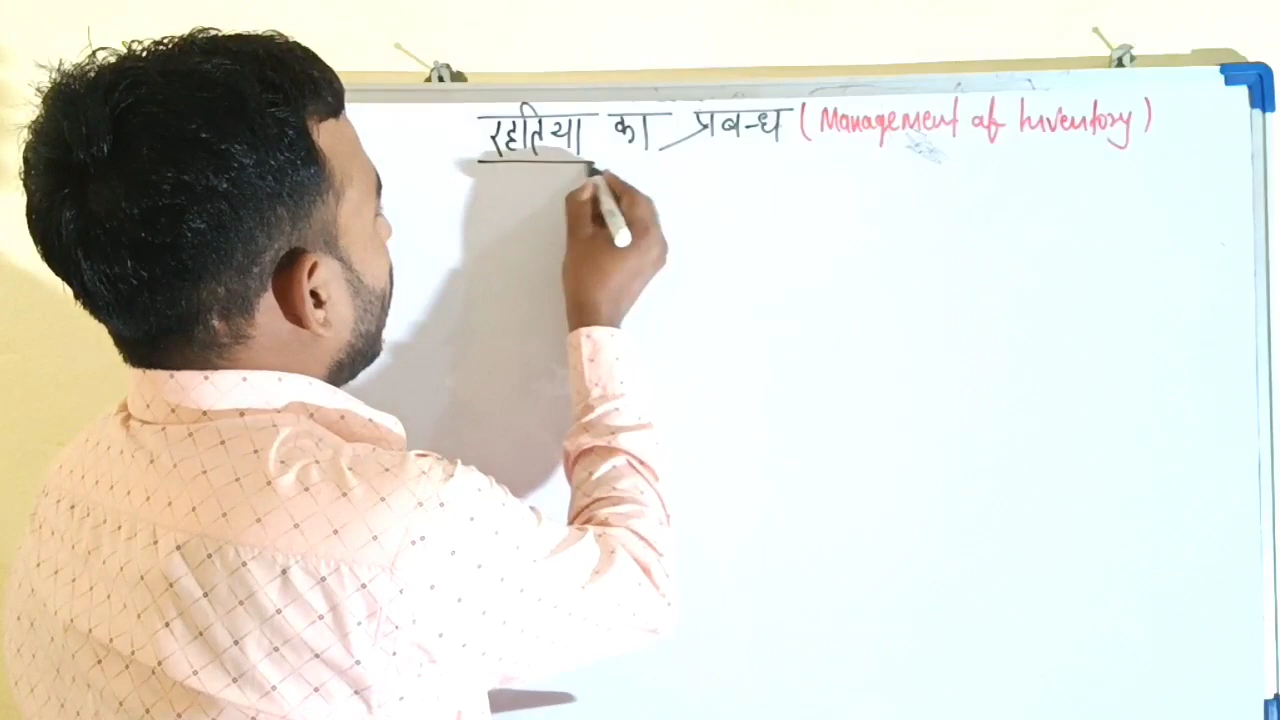 रहतिया का प्रबन्ध (Management of Inventory)